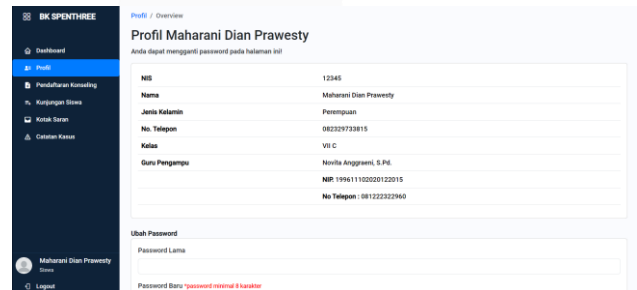 BK SPENTHREE
Dashboard
Profil
Pendaftaran Konseling
Kunjungan Siswa
Kotak Saran
Catatan Kasus
Maharani Dian Prawesty
Siswa
Logout
Profil / Overview
Profil Maharani Dian Prawesty
Anda dapat mengganti password pada halaman ini!
NIS 12345
Nama Maharani Dian Prawesty
Jenis Kelamin Perempuan
No. Telepon 082329733815
Kelas VII C
Guru Pengampu Novita Anggraeni, S.Pd.
NIP. 199611102020122015
No Telepon : 081222322960
Ubah Password
Password Lama
Password Baru *password minimal 8 karakter